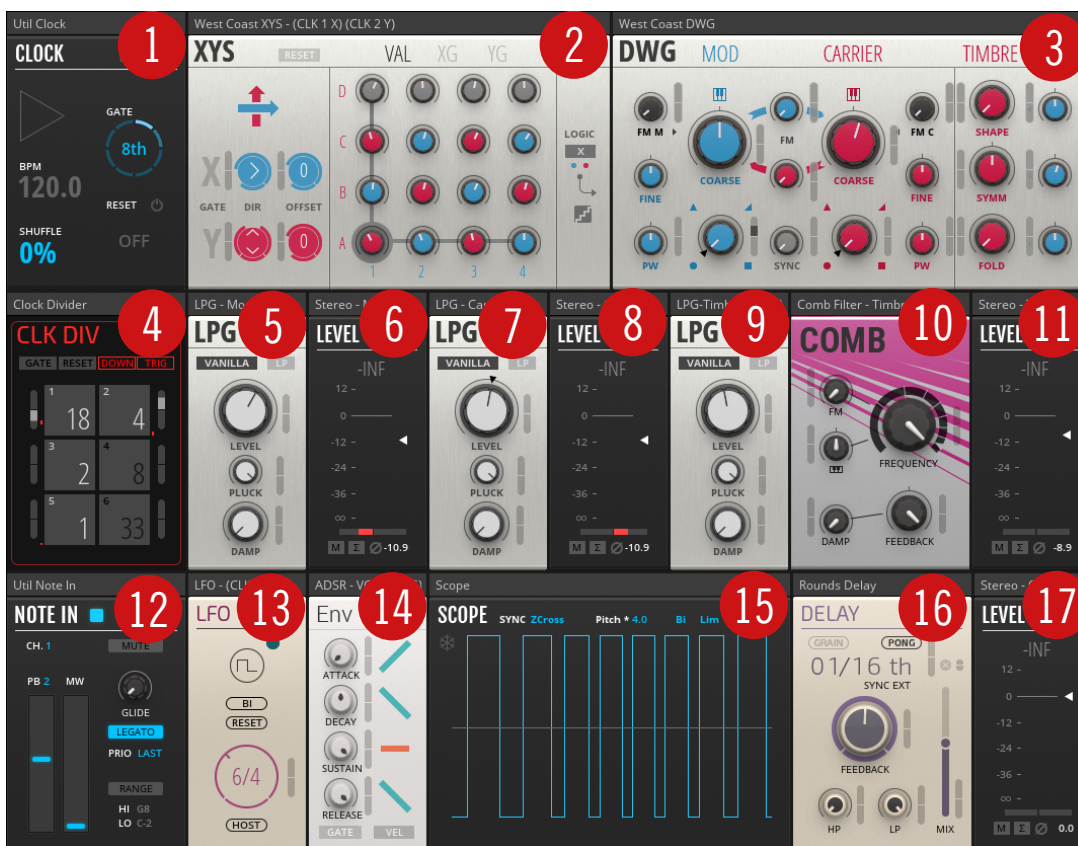 Util Clock
CLOCK
1
GATE
8th
BPM
120.0
RESET
SHUFFLE
0%
OFF
West Coast XYS - (CLK 1 X) (CLK 2 Y)
XYS
RESET
VAL XG YG
2
D
C
B
A
X
Y
GATE DIR OFFSET
0
0
1 2 3 4
LOGIC
X
West Coast DWG
DWG MOD CARRIER TIMBRE
3
FM M
FM
FM C
SHAPE
COARSE
COARSE
FINE
FINE
SYMM
PW
SYNC
PW
FOLD
Clock Divider
CLK DIV
4
GATE RESET DOWN TRIG
1 18
2 4
3 2
4 8
5 1
6 33
LPG - Mo
LPG
5
VANILLA LP
LEVEL
PLUCK
DAMP
Stereo - M
LEVEL
6
-INF
12
0
-12
-24
-36
∞
M Σ Ø -10.9
LPG - Ca
LPG
7
VANILLA LP
LEVEL
PLUCK
DAMP
Stereo -
LEVEL
8
-INF
12
0
-12
-24
-36
∞
M Σ Ø -10.9
LPG-Timb
LPG
9
VANILLA LP
LEVEL
PLUCK
DAMP
Comb Filter - Timbr
COMB
10
FM
FREQUENCY
DAMP
FEEDBACK
Stereo -
LEVEL
11
-INF
12
0
-12
-24
-36
∞
M Σ Ø -8.9
Util Note In
NOTE IN
12
CH. 1
MUTE
PB 2 MW
GLIDE
LEGATO
PRIO LAST
RANGE
HI G8
LO C-2
LFO - (CL
LFO
13
BI
RESET
6/4
HOST
ADSR - VC
Env
14
ATTACK
DECAY
SUSTAIN
RELEASE
GATE VEL
Scope
SCOPE SYNC ZCross Pitch * 4.0 Bi Lim
15
Rounds Delay
DELAY
16
GRAIN PONG
01/16 th
SYNC EXT
FEEDBACK
HP LP MIX
Stereo -
LEVEL
17
-INF
12
0
-12
-24
-36
∞
M Σ Ø 0.0